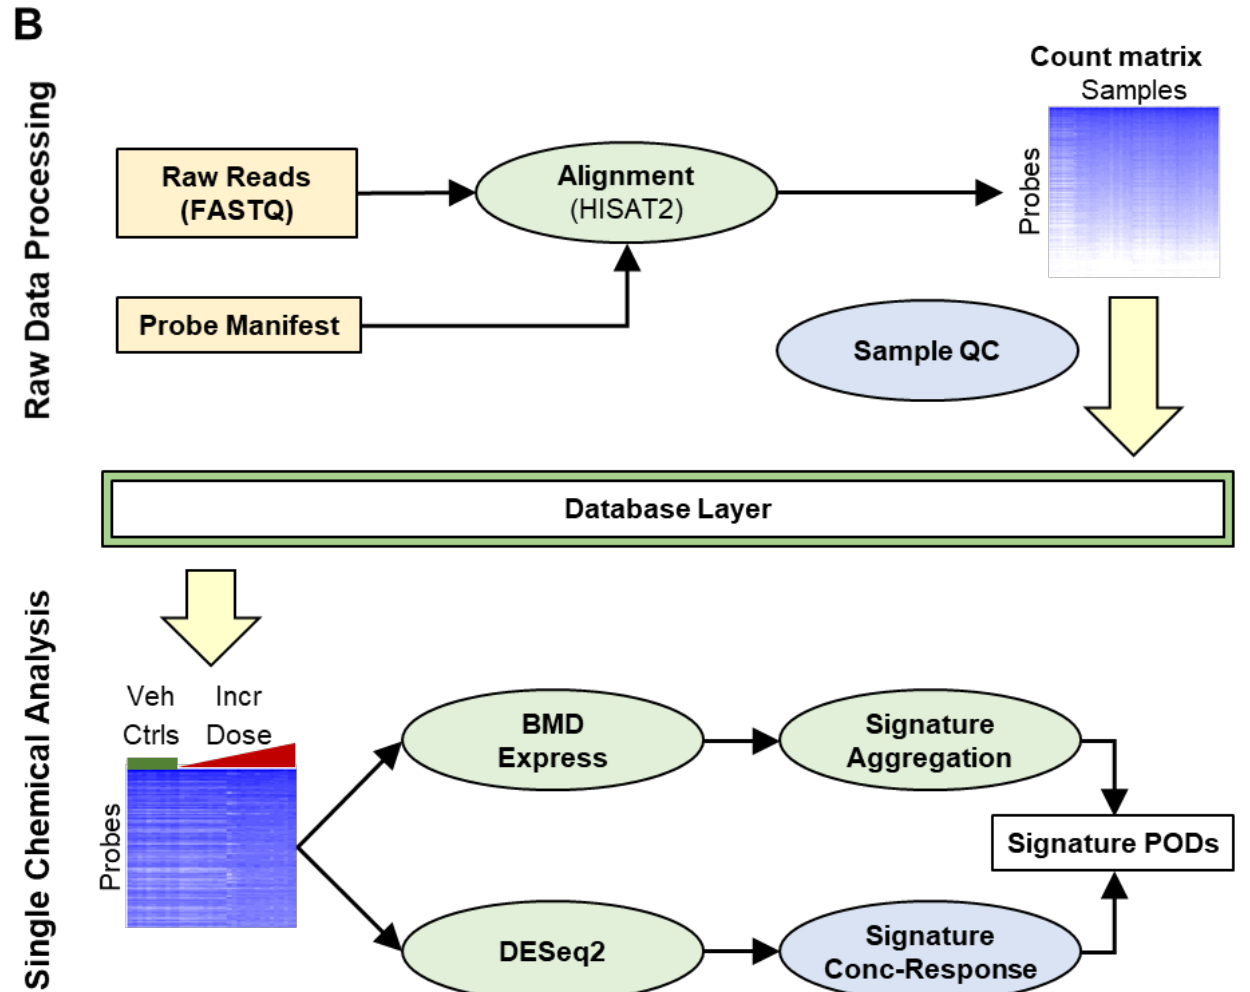 B
Raw Data Processing
Count matrix
Samples
Probes
Raw Reads
(FASTQ)
Alignment
(HISAT2)
Probe Manifest
Sample QC
Database Layer
Single Chemical Analysis
Veh
Ctrls
Incr
Dose
Probes
BMD
Express
Signature
Aggregation
Signature PODs
DESeq2
Signature
Conc-Response